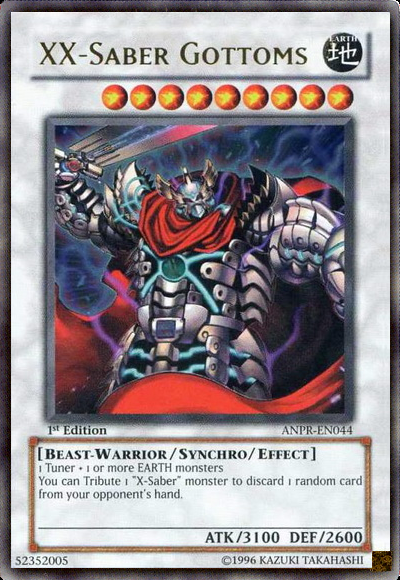 XX-Saber Gottoms
EARTH
地
1st Edition
ANPR-EN044
[Beast-Warrior/Synchro/Effect]
1 Tuner + 1 or more EARTH monsters
You can Tribute 1 "X-Saber" monster to discard 1 random card
from your opponent's hand.
ATK/3100 DEF/2600
52352005
©1996 KAZUKI TAKAHASHI